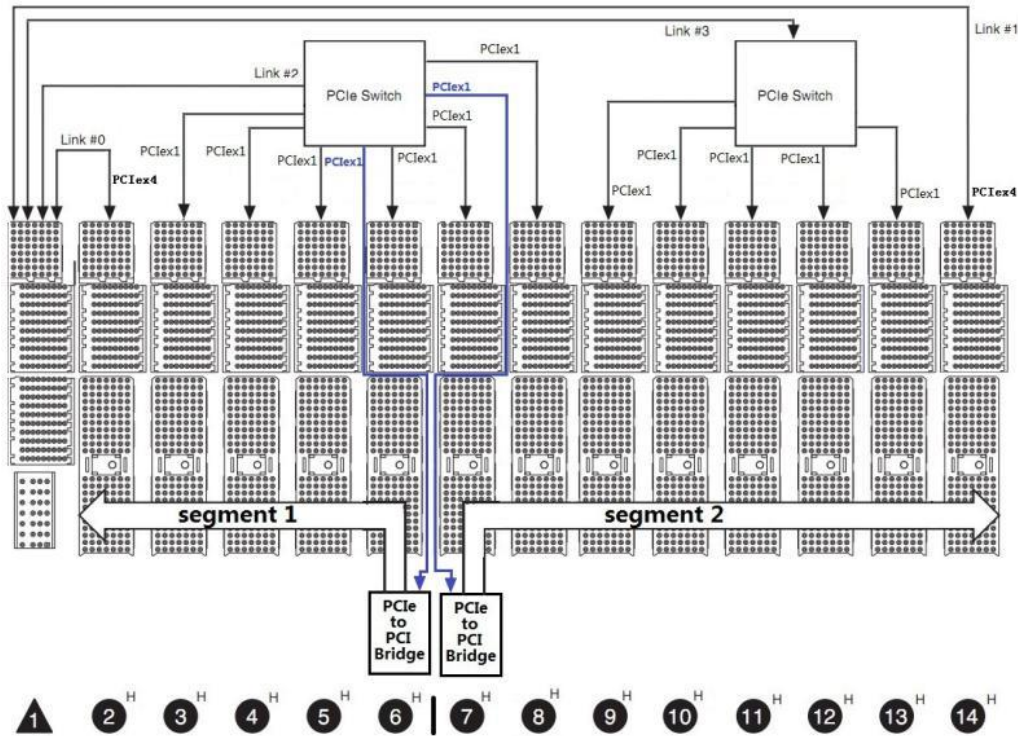 Link #3
Link #1
PCIex1
Link #2
PCIe Switch
PCIex1
PCIe Switch
PCIex1
Link #0
PCIex1
PCIex1
PCIex1
PCIex1
PCIex1
PCIex1
PCIex1
PCIex1
PCIex4
PCIex1
PCIex1
PCIex4
segment 1
segment 2
PCIe
to
PCI
Bridge
PCIe
to
PCI
Bridge
1
2 H
3 H
4 H
5 H
6 H
7 H
8 H
9 H
10 H
11 H
12 H
13 H
14 H